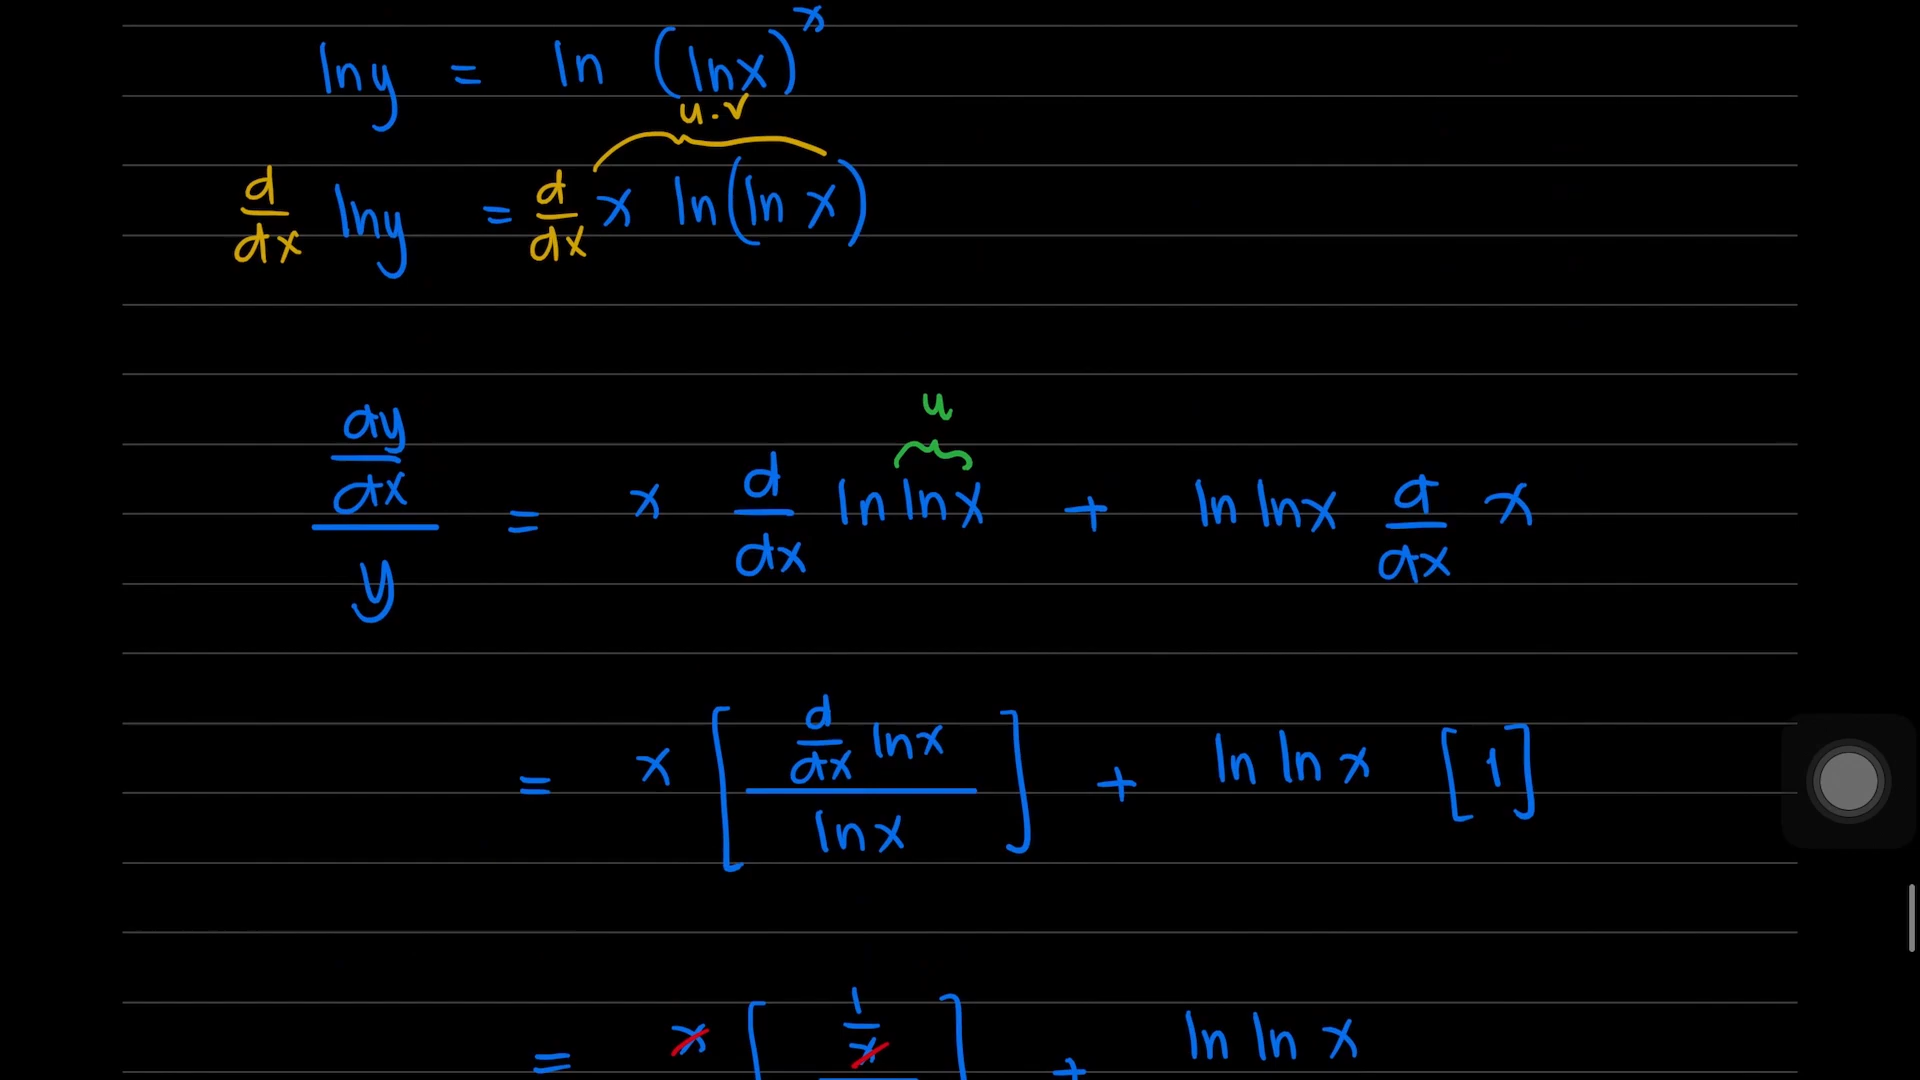 ln y = ln (ln x)^x
u.v
d/dx ln y = d/dx x ln(ln x)
u
(dy/dx)/y = x d/dx ln ln x + ln ln x d/dx x
= x [(d/dx ln x)/(ln x)] + ln ln x [1]
= x [1/x] + ln ln x